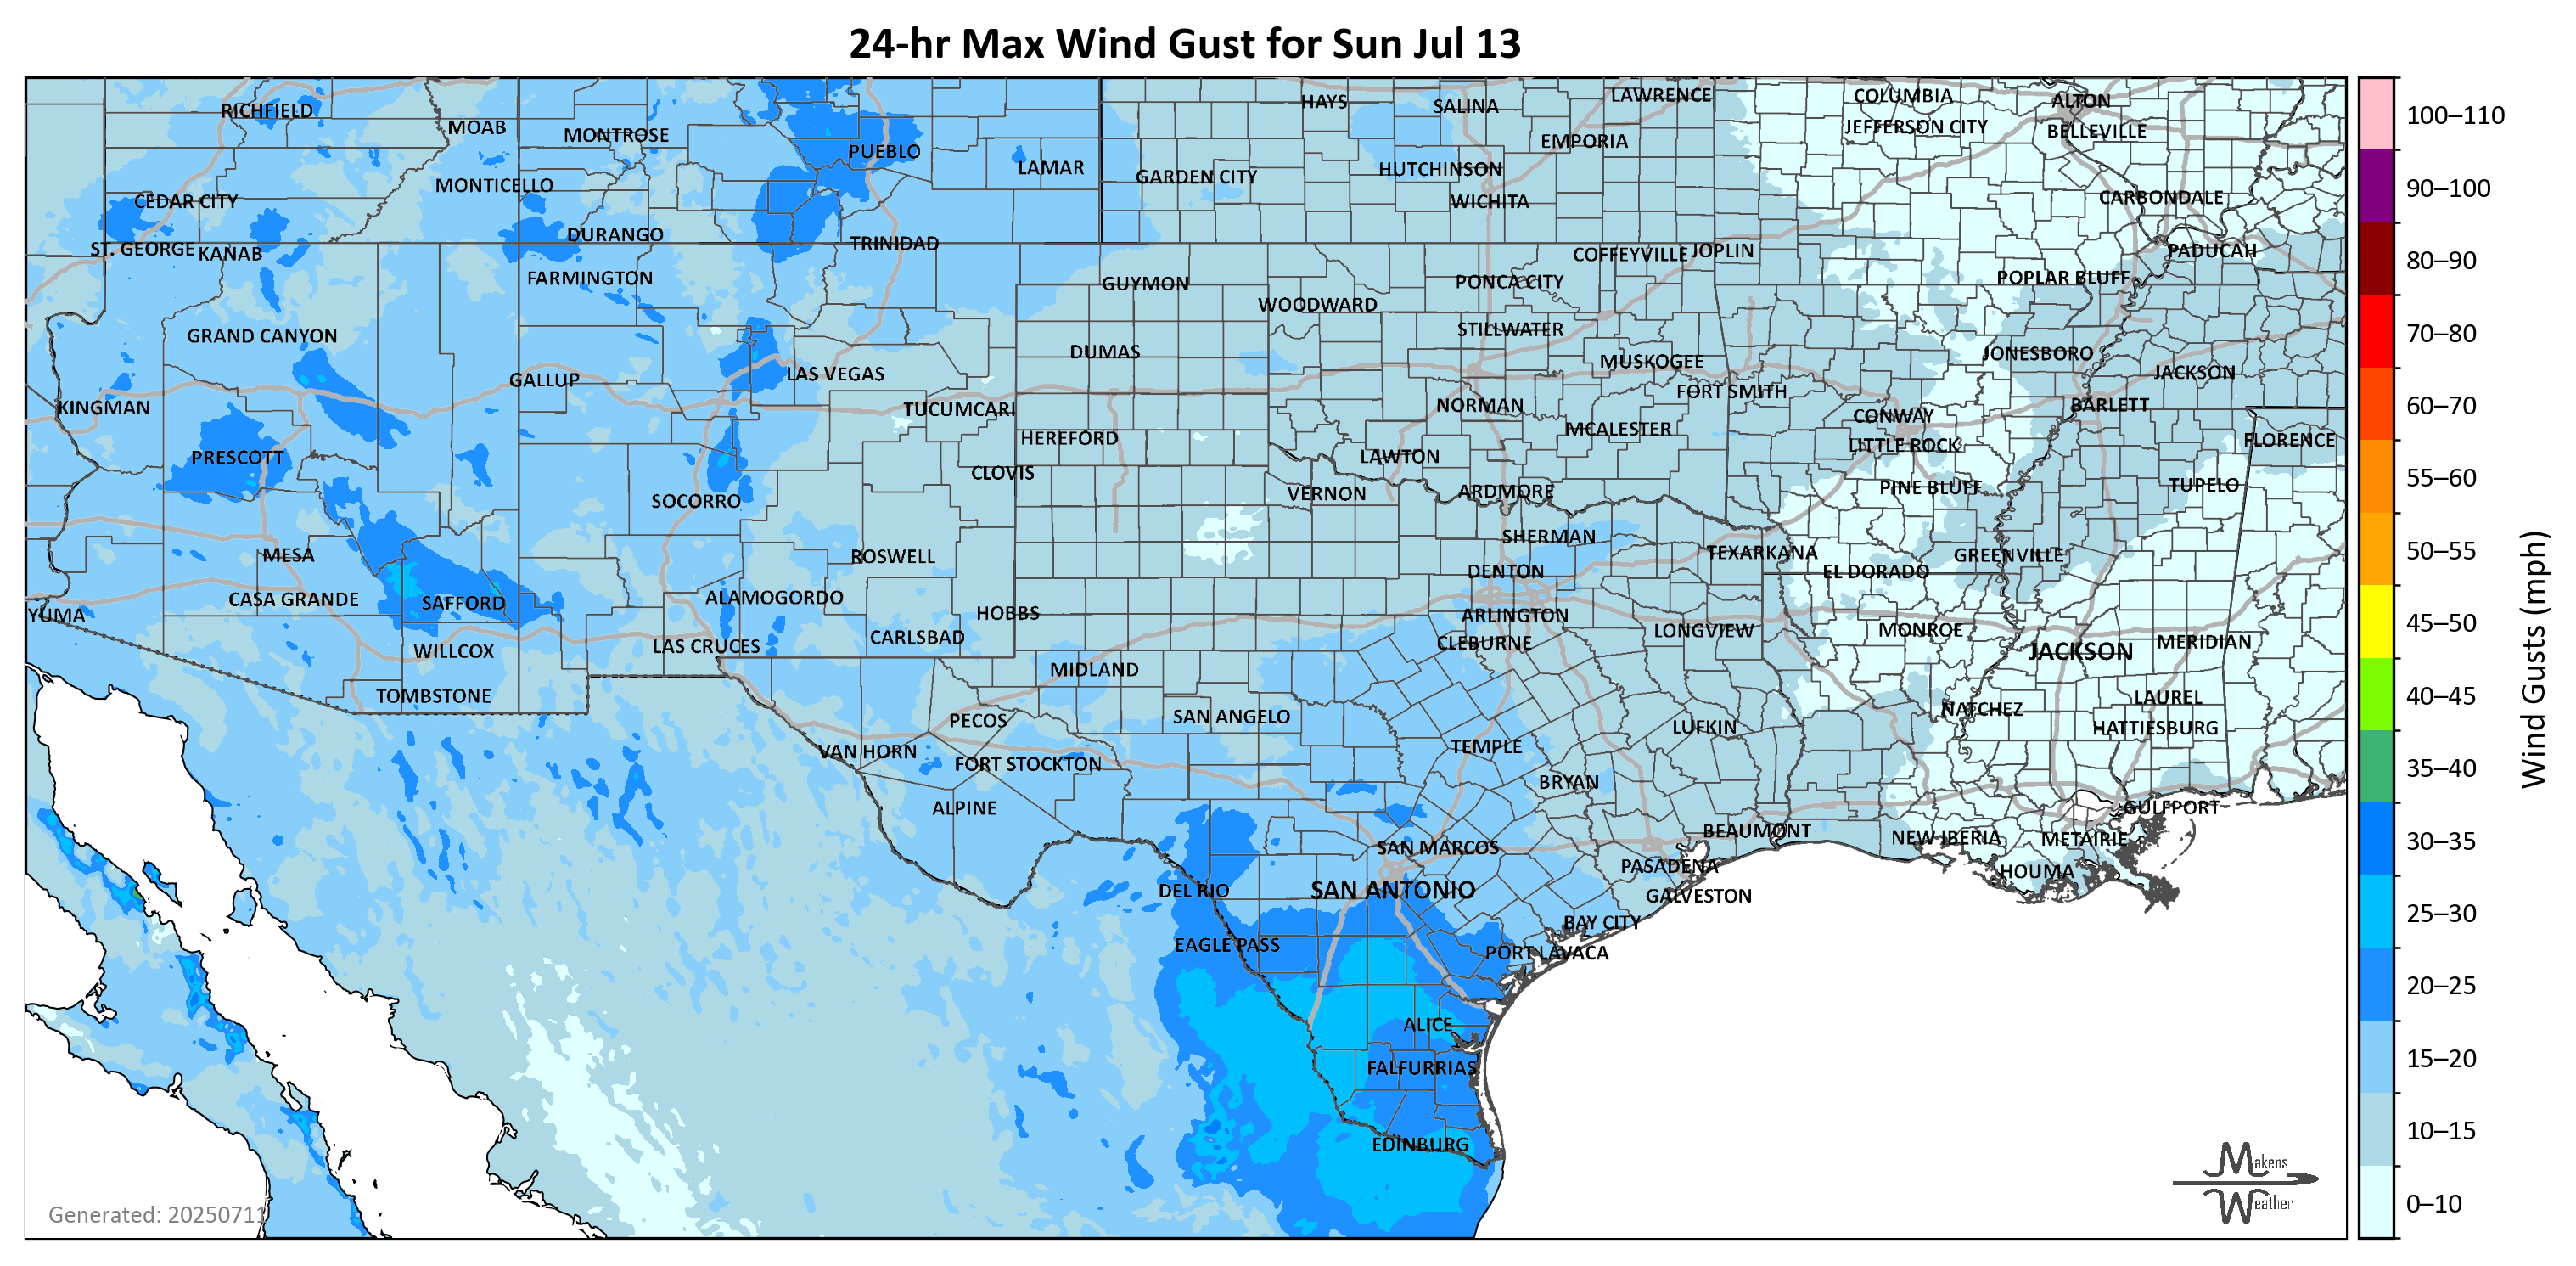 24-hr Max Wind Gust for Sun Jul 13
RICHFIELD
MOAB
MONTROSE
PUEBLO
LAMAR
HAYS
SALINA
LAWRENCE
COLUMBIA
ALTON
JEFFERSON CITY
BELLEVILLE
EMPORIA
GARDEN CITY
HUTCHINSON
WICHITA
CEDAR CITY
MONTICELLO
CARBONDALE
ST. GEORGE
KANAB
DURANGO
TRINIDAD
COFFEYVILLE
JOPLIN
PADUCAH
FARMINGTON
GUYMON
PONCA CITY
POPLAR BLUFF
WOODWARD
GRAND CANYON
STILLWATER
DUMAS
MUSKOGEE
JONESBORO
GALLUP
LAS VEGAS
FORT SMITH
JACKSON
KINGMAN
TUCUMCARI
NORMAN
CONWAY
BARLETT
HEREFORD
MCALESTER
LITTLE ROCK
FLORENCE
PRESCOTT
CLOVIS
LAWTON
SOCORRO
VERNON
ARDMORE
PINE BLUFF
TUPELO
MESA
ROSWELL
SHERMAN
TEXARKANA
GREENVILLE
DENTON
EL DORADO
YUMA
CASA GRANDE
SAFFORD
ALAMOGORDO
HOBBS
ARLINGTON
WILLCOX
LAS CRUCES
CARLSBAD
CLEBURNE
LONGVIEW
MONROE
JACKSON
MERIDIAN
TOMBSTONE
MIDLAND
LAUREL
PECOS
SAN ANGELO
NATCHEZ
HATTIESBURG
VAN HORN
FORT STOCKTON
TEMPLE
LUFKIN
BRYAN
ALPINE
GULFPORT
SAN MARCOS
BEAUMONT
NEW IBERIA
METAIRIE
PASADENA
HOUMA
DEL RIO
SAN ANTONIO
GALVESTON
BAY CITY
EAGLE PASS
PORT LAVACA
ALICE
FALFURRIAS
EDINBURG
Generated: 20250711
Makens
Weather
100–110
90–100
80–90
70–80
60–70
55–60
50–55
45–50
40–45
35–40
30–35
25–30
20–25
15–20
10–15
0–10
Wind Gusts (mph)